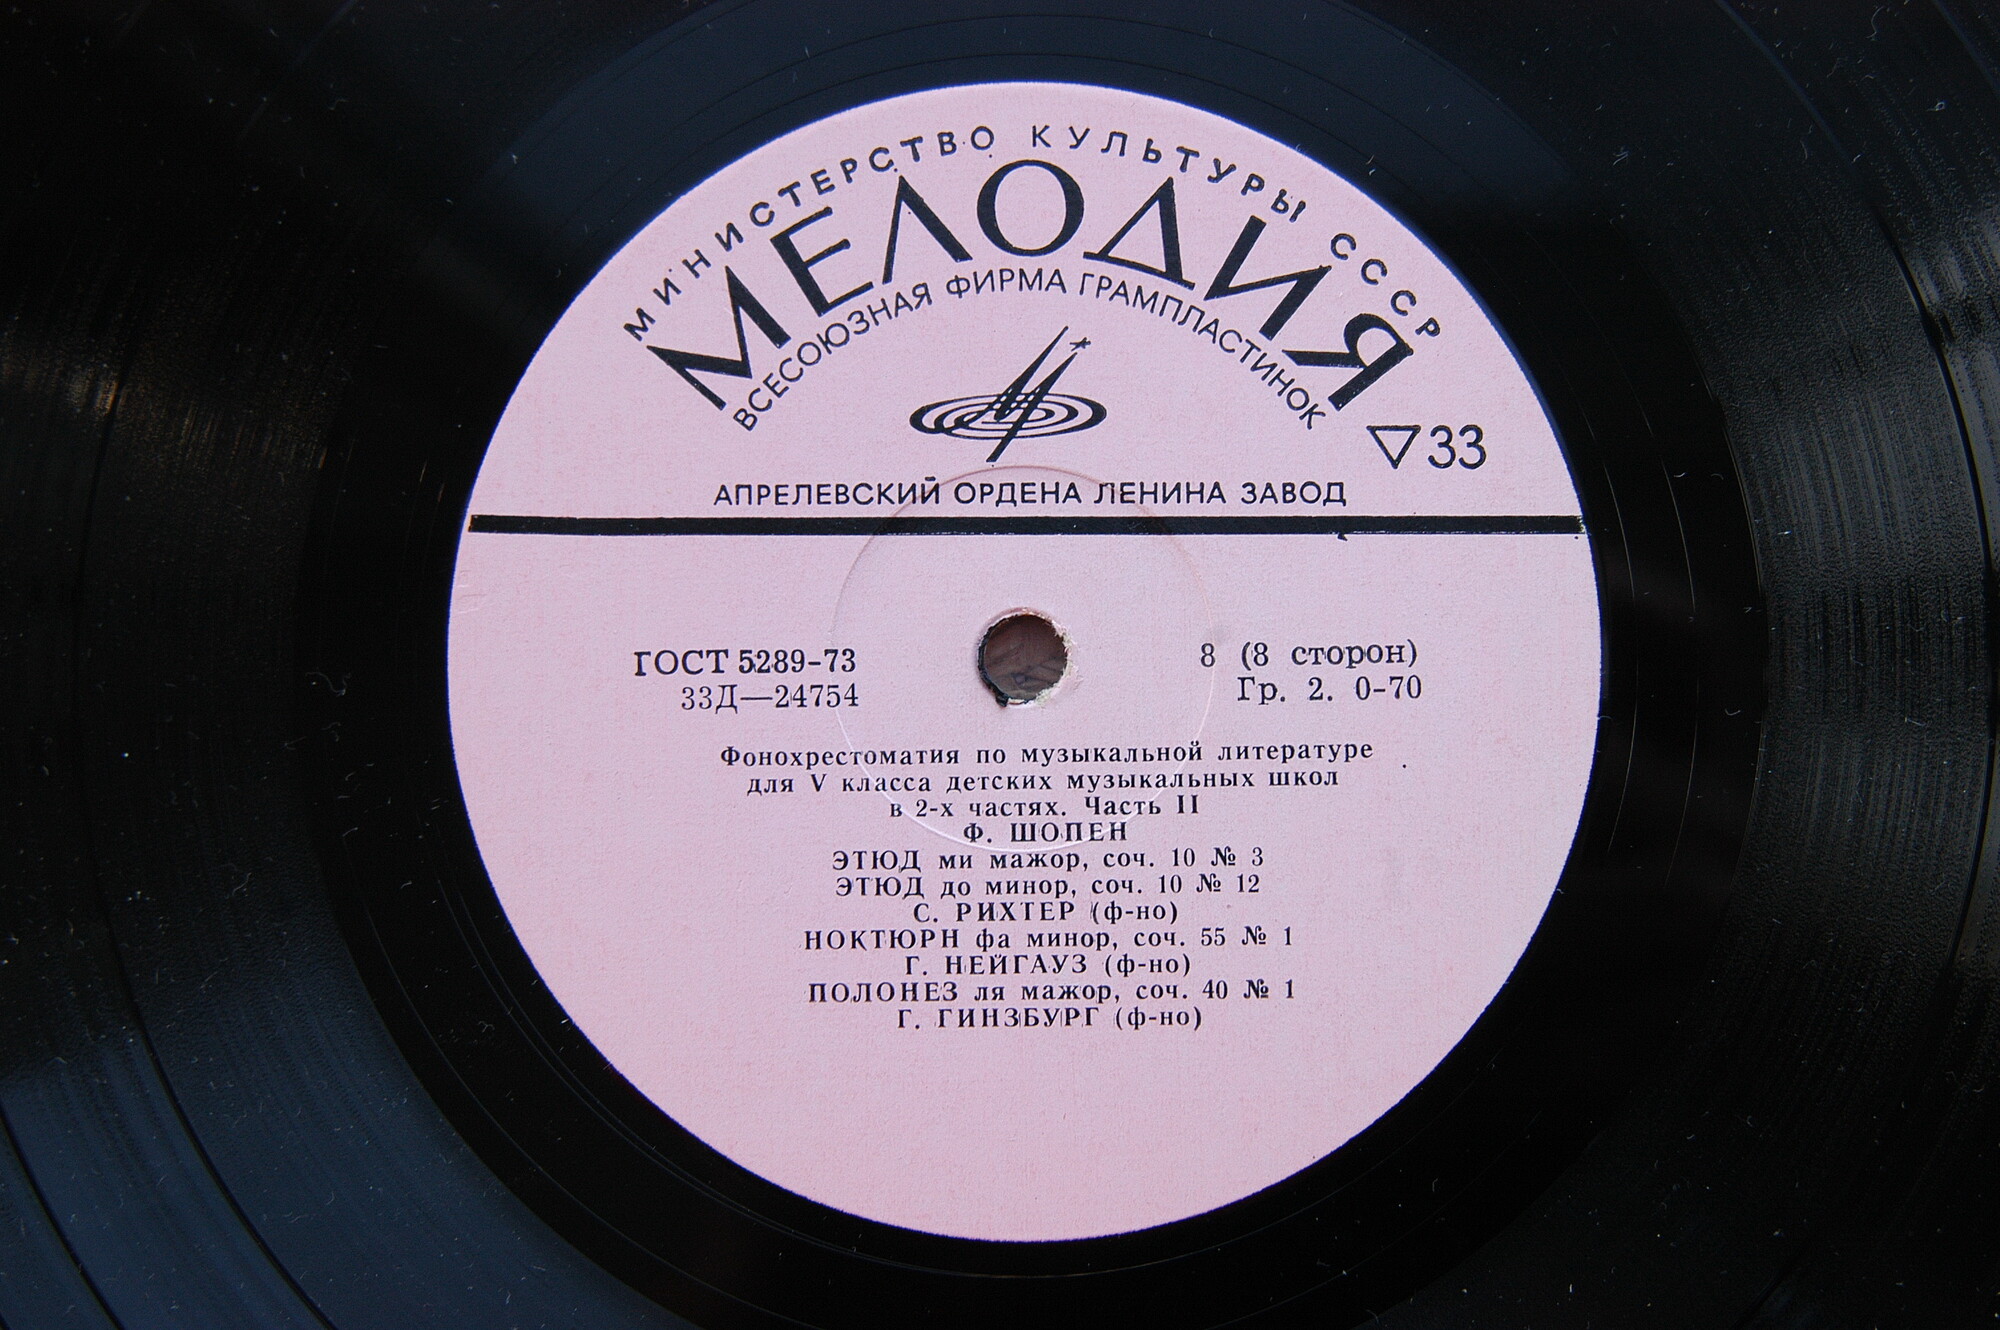 МИНИСТЕРСТВО КУЛЬТУРЫ СССР
МЕЛОДИЯ
ВСЕСОЮЗНАЯ ФИРМА ГРАМПЛАСТИНОК
▽33
АПРЕЛЕВСКИЙ ОРДЕНА ЛЕНИНА ЗАВОД
ГОСТ 5289-73
33Д—24754
8 (8 сторон)
Гр. 2. 0-70
Фонохрестоматия по музыкальной литературе
для V класса детских музыкальных школ
в 2-х частях. Часть II
Ф. ШОПЕН
ЭТЮД ми мажор, соч. 10 № 3
ЭТЮД до минор, соч. 10 № 12
С. РИХТЕР (ф-но)
НОКТЮРН фа минор, соч. 55 № 1
Г. НЕЙГАУЗ (ф-но)
ПОЛОНЕЗ ля мажор, соч. 40 № 1
Г. ГИНЗБУРГ (ф-но)